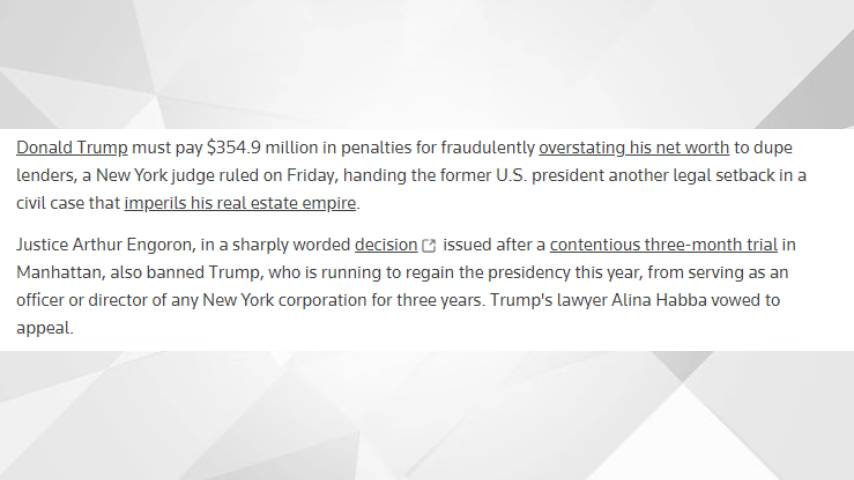 Donald Trump must pay $354.9 million in penalties for fraudulently overstating his net worth to dupe
lenders, a New York judge ruled on Friday, handing the former U.S. president another legal setback in a
civil case that imperils his real estate empire.
Justice Arthur Engoron, in a sharply worded decision issued after a contentious three-month trial in
Manhattan, also banned Trump, who is running to regain the presidency this year, from serving as an
officer or director of any New York corporation for three years. Trump's lawyer Alina Habba vowed to
appeal.